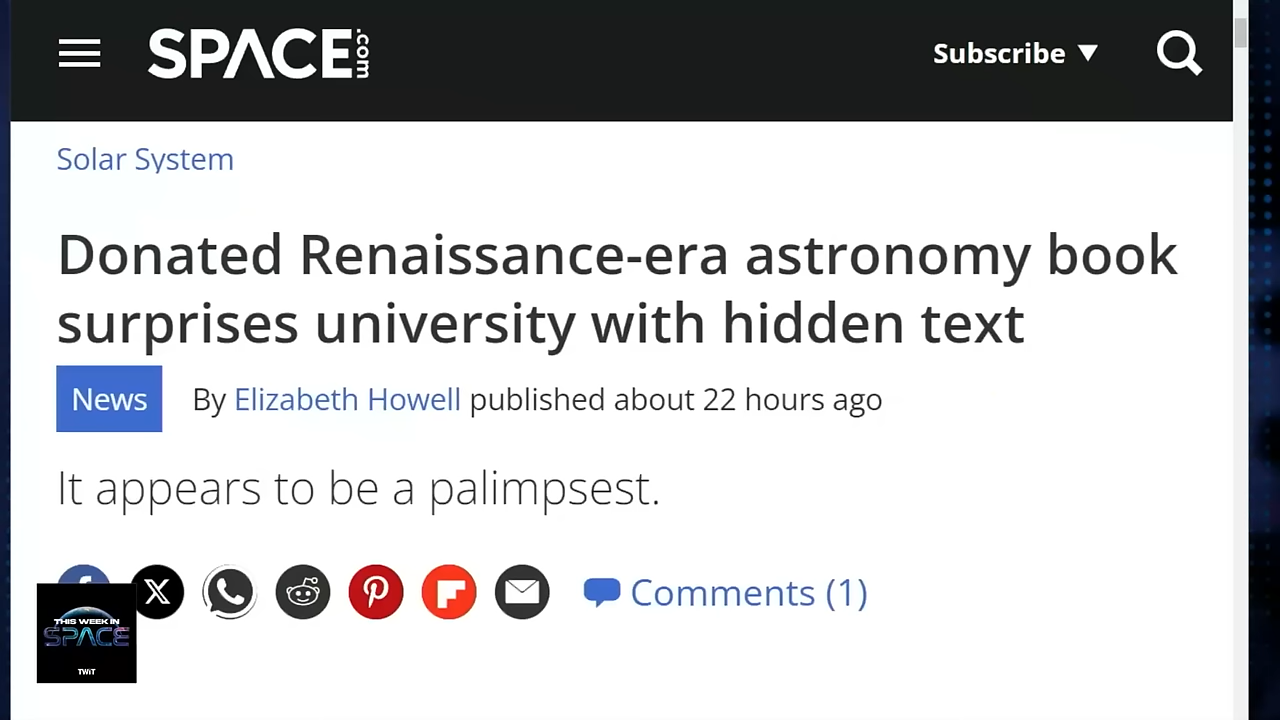 SPACE.com
Subscribe ▼
Solar System
Donated Renaissance-era astronomy book
surprises university with hidden text
News By Elizabeth Howell published about 22 hours ago
It appears to be a palimpsest.
Comments (1)
THIS WEEK IN
SPACE
TWiT